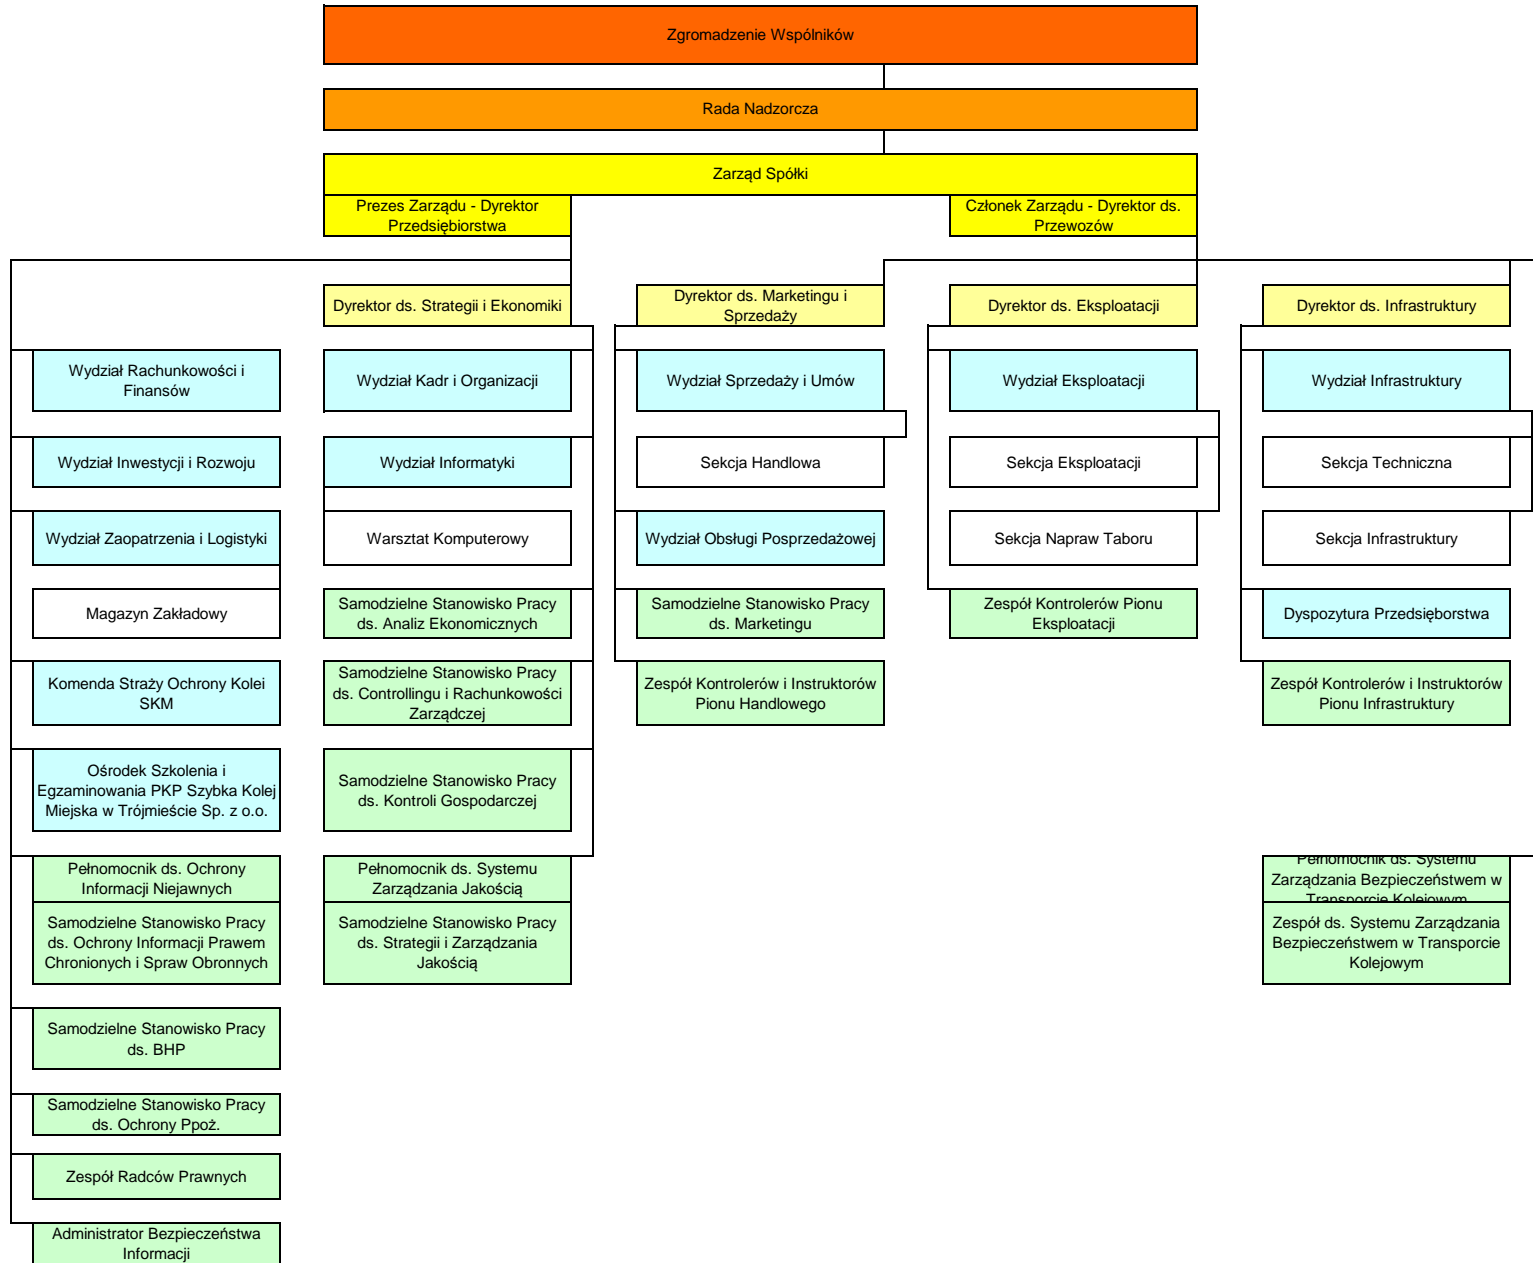 Zgromadzenie Wspólników
Rada Nadzorcza
Zarząd Spółki
Prezes Zarządu - Dyrektor
Przedsiębiorstwa
Członek Zarządu - Dyrektor ds.
Przewozów
Dyrektor ds. Strategii i Ekonomiki
Dyrektor ds. Marketingu i
Sprzedaży
Dyrektor ds. Eksploatacji
Dyrektor ds. Infrastruktury
Wydział Rachunkowości i
Finansów
Wydział Kadr i Organizacji
Wydział Sprzedaży i Umów
Wydział Eksploatacji
Wydział Infrastruktury
Wydział Inwestycji i Rozwoju
Wydział Informatyki
Sekcja Handlowa
Sekcja Eksploatacji
Sekcja Techniczna
Wydział Zaopatrzenia i Logistyki
Warsztat Komputerowy
Wydział Obsługi Posprzedażowej
Sekcja Napraw Taboru
Sekcja Infrastruktury
Magazyn Zakładowy
Samodzielne Stanowisko Pracy
ds. Analiz Ekonomicznych
Samodzielne Stanowisko Pracy
ds. Marketingu
Zespół Kontrolerów Pionu
Eksploatacji
Dyspozytura Przedsięborstwa
Komenda Straży Ochrony Kolei
SKM
Samodzielne Stanowisko Pracy
ds. Controllingu i Rachunkowości
Zarządczej
Zespół Kontrolerów i Instruktorów
Pionu Handlowego
Zespół Kontrolerów i Instruktorów
Pionu Infrastruktury
Ośrodek Szkolenia i
Egzaminowania PKP Szybka Kolej
Miejska w Trójmieście Sp. z o.o.
Samodzielne Stanowisko Pracy
ds. Kontroli Gospodarczej
Pełnomocnik ds. Ochrony
Informacji Niejawnych
Pełnomocnik ds. Systemu
Zarządzania Jakością
Pełnomocnik ds. Systemu
Zarządzania Bezpieczeństwem w
Transporcie Kolejowym
Samodzielne Stanowisko Pracy
ds. Ochrony Informacji Prawem
Chronionych i Spraw Obronnych
Samodzielne Stanowisko Pracy
ds. Strategii i Zarządzania
Jakością
Zespół ds. Systemu Zarządzania
Bezpieczeństwem w Transporcie
Kolejowym
Samodzielne Stanowisko Pracy
ds. BHP
Samodzielne Stanowisko Pracy
ds. Ochrony Ppoż.
Zespół Radców Prawnych
Administrator Bezpieczeństwa
Informacji